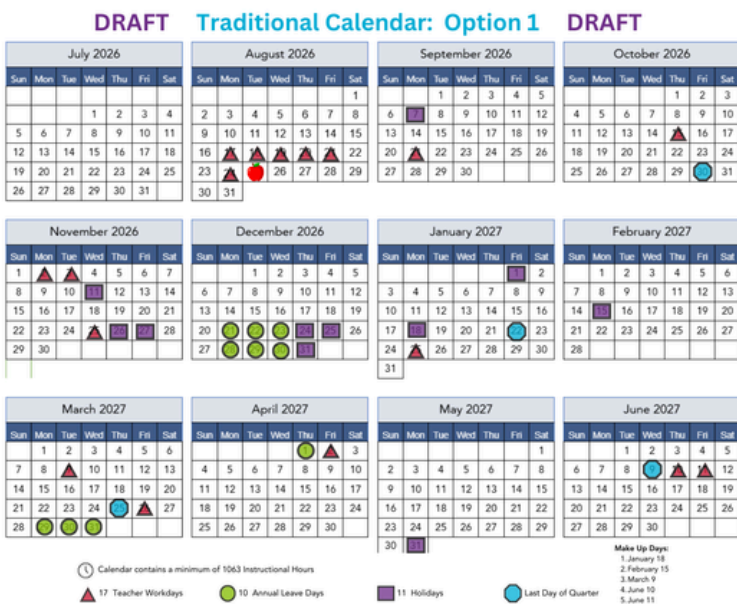 DRAFT Traditional Calendar: Option 1 DRAFT
July 2026
Sun Mon Tue Wed Thu Fri Sat
1 2 3 4
5 6 7 8 9 10 11
12 13 14 15 16 17 18
19 20 21 22 23 24 25
26 27 28 29 30 31
August 2026
Sun Mon Tue Wed Thu Fri Sat
1
2 3 4 5 6 7 8
9 10 11 12 13 14 15
16 22
23 26 27 28 29
30 31
September 2026
Sun Mon Tue Wed Thu Fri Sat
1 2 3 4 5
6 7 8 9 10 11 12
13 14 15 16 17 18 19
20 22 23 24 25 26
27 28 29 30
October 2026
Sun Mon Tue Wed Thu Fri Sat
1 2 3
4 5 6 7 8 9 10
11 12 13 14 16 17
18 19 20 21 22 23 24
25 26 27 28 29 30 31
November 2026
Sun Mon Tue Wed Thu Fri Sat
1 4 5 6 7
8 9 10 11 12 13 14
15 16 17 18 19 20 21
22 23 24 26 27 28
29 30
December 2026
Sun Mon Tue Wed Thu Fri Sat
1 2 3 4 5
6 7 8 9 10 11 12
13 14 15 16 17 18 19
20 21 22 23 24 25 26
27 28 29 30 31
January 2027
Sun Mon Tue Wed Thu Fri Sat
1 2
3 4 5 6 7 8 9
10 11 12 13 14 15 16
17 18 19 20 21 22 23
24 26 27 28 29 30
31
February 2027
Sun Mon Tue Wed Thu Fri Sat
1 2 3 4 5 6
7 8 9 10 11 12 13
14 15 16 17 18 19 20
21 22 23 24 25 26 27
28
March 2027
Sun Mon Tue Wed Thu Fri Sat
1 2 3 4 5 6
7 8 10 11 12 13
14 15 16 17 18 19 20
21 22 23 24 25 27
28 29 30 31
April 2027
Sun Mon Tue Wed Thu Fri Sat
1 3
4 5 6 7 8 9 10
11 12 13 14 15 16 17
18 19 20 21 22 23 24
25 26 27 28 29 30
May 2027
Sun Mon Tue Wed Thu Fri Sat
1
2 3 4 5 6 7 8
9 10 11 12 13 14 15
16 17 18 19 20 21 22
23 24 25 26 27 28 29
30 31
June 2027
Sun Mon Tue Wed Thu Fri Sat
1 2 3 4 5
6 7 8 9 12
13 14 15 16 17 18 19
20 21 22 23 24 25 26
27 28 29 30
Calendar contains a minimum of 1063 Instructional Hours
17 Teacher Workdays 10 Annual Leave Days 11 Holidays Last Day of Quarter
Make Up Days:
1. January 18
2. February 15
3. March 9
4. June 10
5. June 11